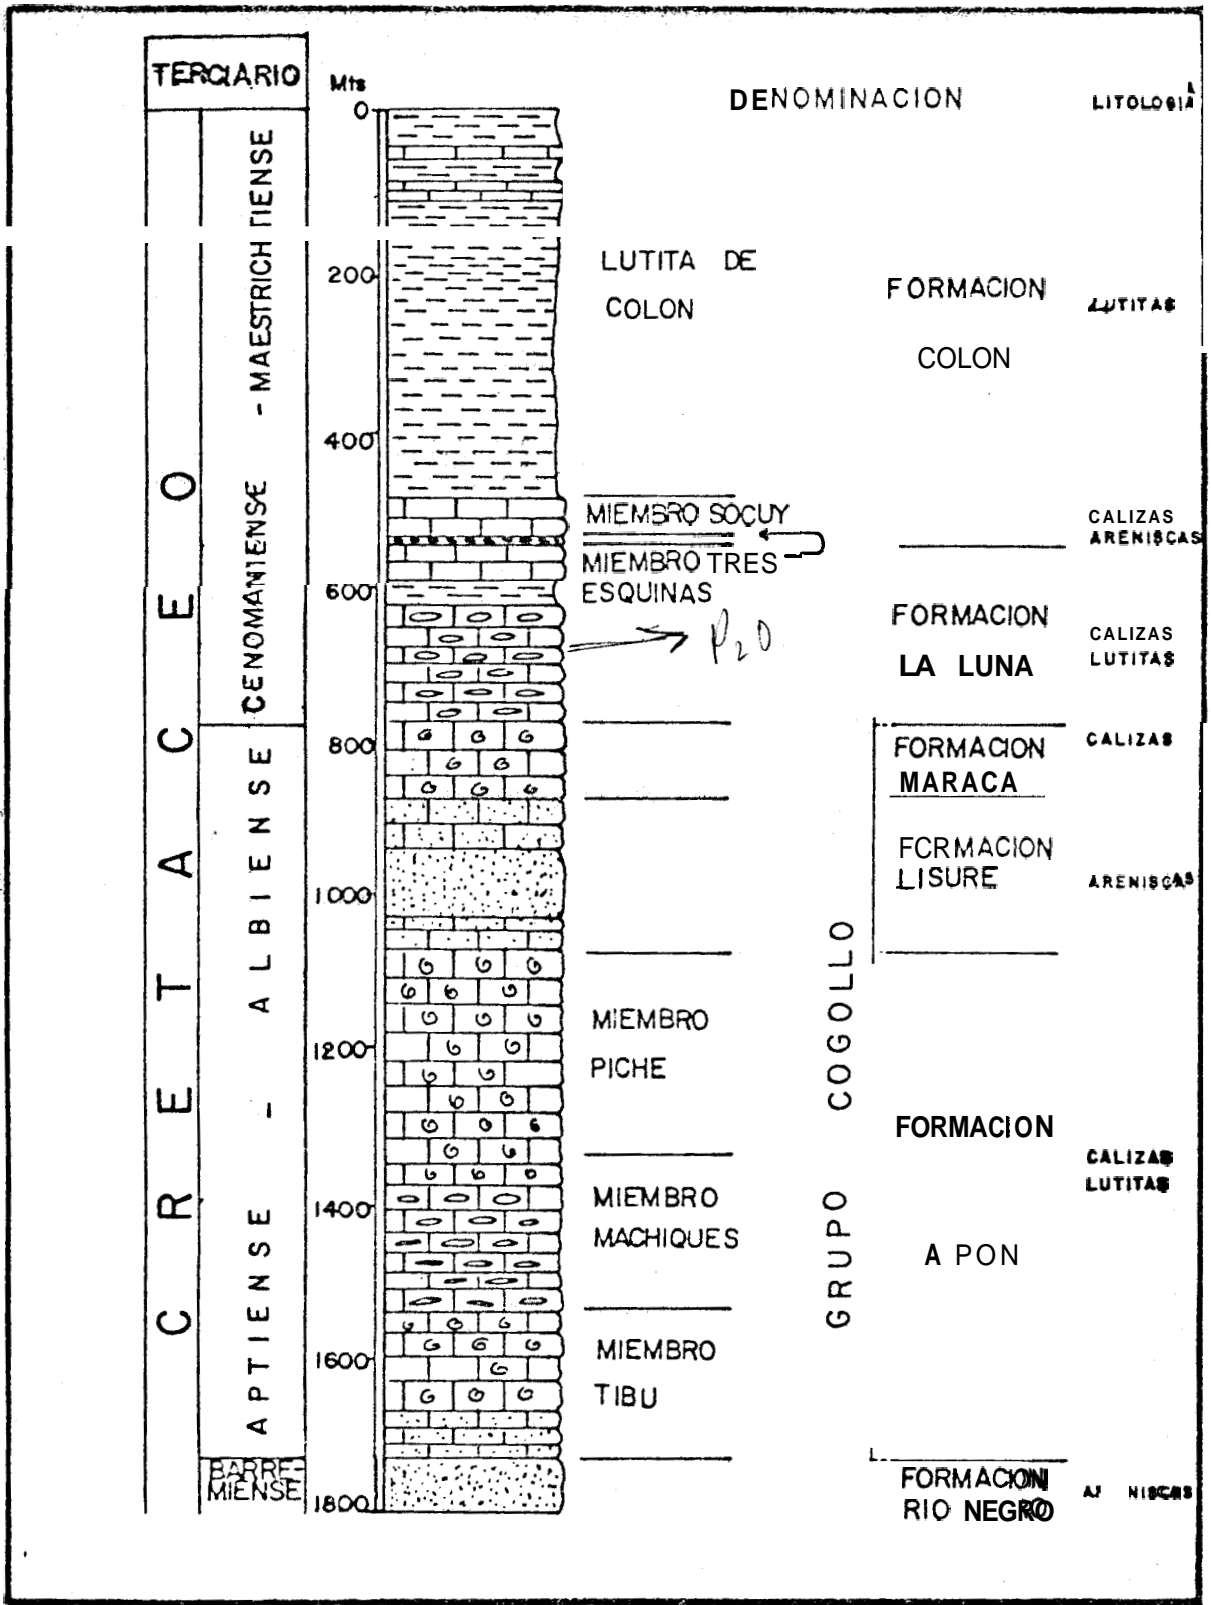 TERCIARIO
Mts
DENOMINACION
LITOLOGIA
0
200
400
600
800
1000
1200
1400
1600
1800
CRETACEO
CENOMANIENSE - MAESTRICHTIENSE
APTIENSE - ALBIENSE
BARRE-
MIENSE
LUTITA DE
COLON
FORMACION
COLON
LUTITAS
MIEMBRO SOCUY
MIEMBRO TRES
ESQUINAS
CALIZAS
ARENISCAS
P2O
FORMACION
LA LUNA
CALIZAS
LUTITAS
FORMACION
MARACA
CALIZAS
FCRMACION
LISURE
ARENISCAS
GRUPO COGOLLO
MIEMBRO
PICHE
MIEMBRO
MACHIQUES
MIEMBRO
TIBU
FORMACION
A PON
CALIZAS
LUTITAS
FORMACION
RIO NEGRO